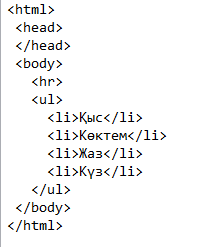 <html>
<head>
</head>
<body>
<hr>
<ul>
<li>Қыс</li>
<li>Көктем</li>
<li>Жаз</li>
<li>Күз</li>
</ul>
</body>
</html>